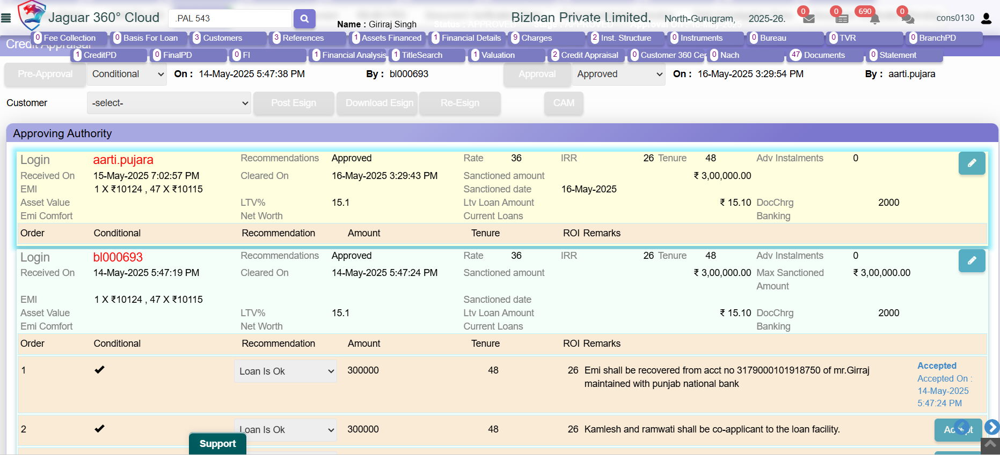 Jaguar 360° Cloud
.PAL 543
Name : Giriraj Singh
Status : APPROVED
Stage : APPROVED
Bizloan Private Limited,
North-Gurugram,
2025-26.
0
0
690
0
cons0130
Credit Appraisal
0 Fee Collection
0 Basis For Loan
3 Customers
3 References
1 Assets Financed
1 Financial Details
9 Charges
2 Inst. Structure
0 Instruments
0 Bureau
0 TVR
0 BranchPD
1 CreditPD
0 FinalPD
0 FI
1 Financial Analysis
1 TitleSearch
1 Valuation
2 Credit Appraisal
0 Customer 360 Cer
0 Nach
47 Documents
0 Statement
Pre-Approval Conditional On : 14-May-2025 5:47:38 PM By : bl000693 Approval Approved On : 16-May-2025 3:29:54 PM By : aarti.pujara
Customer -select- Post Esign Download Esign Re-Esign CAM
Approving Authority
Login aarti.pujara Recommendations Approved Rate 36 IRR 26 Tenure 48 Adv Instalments 0
Received On 15-May-2025 7:02:57 PM Cleared On 16-May-2025 3:29:43 PM Sanctioned amount ₹ 3,00,000.00
EMI 1 X ₹10124 , 47 X ₹10115 Sanctioned date 16-May-2025
Asset Value LTV% 15.1 Ltv Loan Amount ₹ 15.10 DocChrg 2000
Emi Comfort Net Worth Current Loans Banking
Order Conditional Recommendation Amount Tenure ROI Remarks
Login bl000693 Recommendations Approved Rate 36 IRR 26 Tenure 48 Adv Instalments 0
Received On 14-May-2025 5:47:19 PM Cleared On 14-May-2025 5:47:24 PM Sanctioned amount ₹ 3,00,000.00 Max Sanctioned Amount ₹ 3,00,000.00
EMI 1 X ₹10124 , 47 X ₹10115 Sanctioned date
Asset Value LTV% 15.1 Ltv Loan Amount ₹ 15.10 DocChrg 2000
Emi Comfort Net Worth Current Loans Banking
Order Conditional Recommendation Amount Tenure ROI Remarks
1 ✔ Loan Is Ok 300000 48 26 Emi shall be recovered from acct no 3179000101918750 of mr.Girraj
maintained with punjab national bank
Accepted
Accepted On :
14-May-2025
5:47:24 PM
2 ✔ Loan Is Ok 300000 48 26 Kamlesh and ramwati shall be co-applicant to the loan facility. Accept
Support